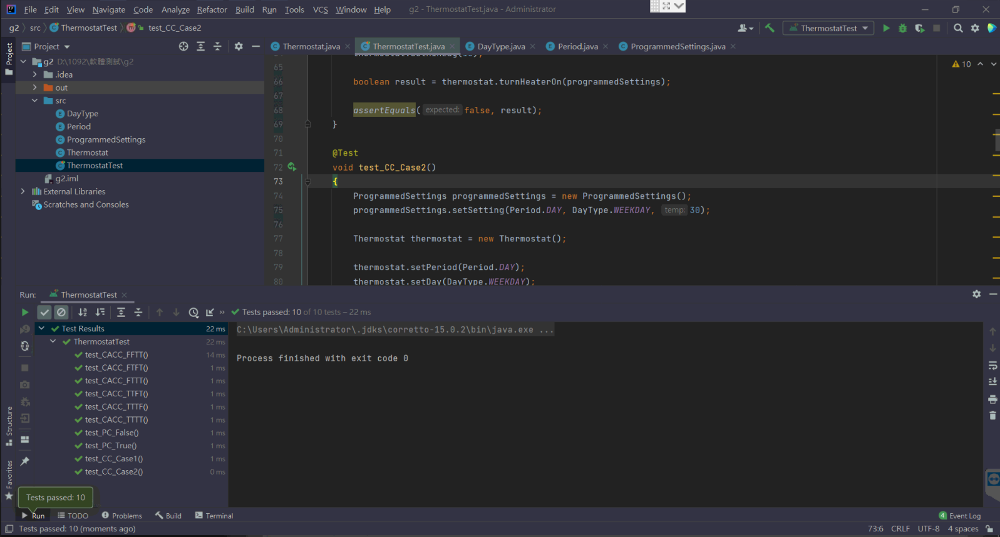 File Edit View Navigate Code Analyze Refactor Build Run Tools VCS Window Help g2 - ThermostatTest.java - Administrator
g2 src ThermostatTest m test_CC_Case2 ThermostatTest
Project Project Thermostat.java ThermostatTest.java DayType.java Period.java ProgrammedSettings.java
g2 D:\1092\軟體測試\g2
.idea
out
src
DayType
Period
ProgrammedSettings
Thermostat
ThermostatTest
g2.iml
External Libraries
Scratches and Consoles
10
65
66 boolean result = thermostat.turnHeaterOn(programmedSettings);
67
68 assertEquals( expected: false, result);
69 }
70
71 @Test
72 void test_CC_Case2()
73 {
74 ProgrammedSettings programmedSettings = new ProgrammedSettings();
75 programmedSettings.setSetting(Period.DAY, DayType.WEEKDAY, temp: 30);
76
77 Thermostat thermostat = new Thermostat();
78
79 thermostat.setPeriod(Period.DAY);
80 thermostat.setDay(DayType.WEEKDAY);
Run: ThermostatTest
Tests passed: 10 of 10 tests – 22 ms
Test Results 22 ms
ThermostatTest 22 ms
test_CACC_FFTT() 14 ms
test_CACC_FTFT() 1 ms
test_CACC_FTTT() 1 ms
test_CACC_TTFT() 1 ms
test_CACC_TTTF() 1 ms
test_CACC_TTTT() 1 ms
test_PC_False() 1 ms
test_PC_True() 1 ms
test_CC_Case1() 1 ms
test_CC_Case2() 0 ms
C:\Users\Administrator\.jdks\corretto-15.0.2\bin\java.exe ...
Process finished with exit code 0
Structure
Favorites
Tests passed: 10
Run TODO Problems Build Terminal 4 Event Log
Tests passed: 10 (moments ago) 73:6 CRLF UTF-8 4 spaces